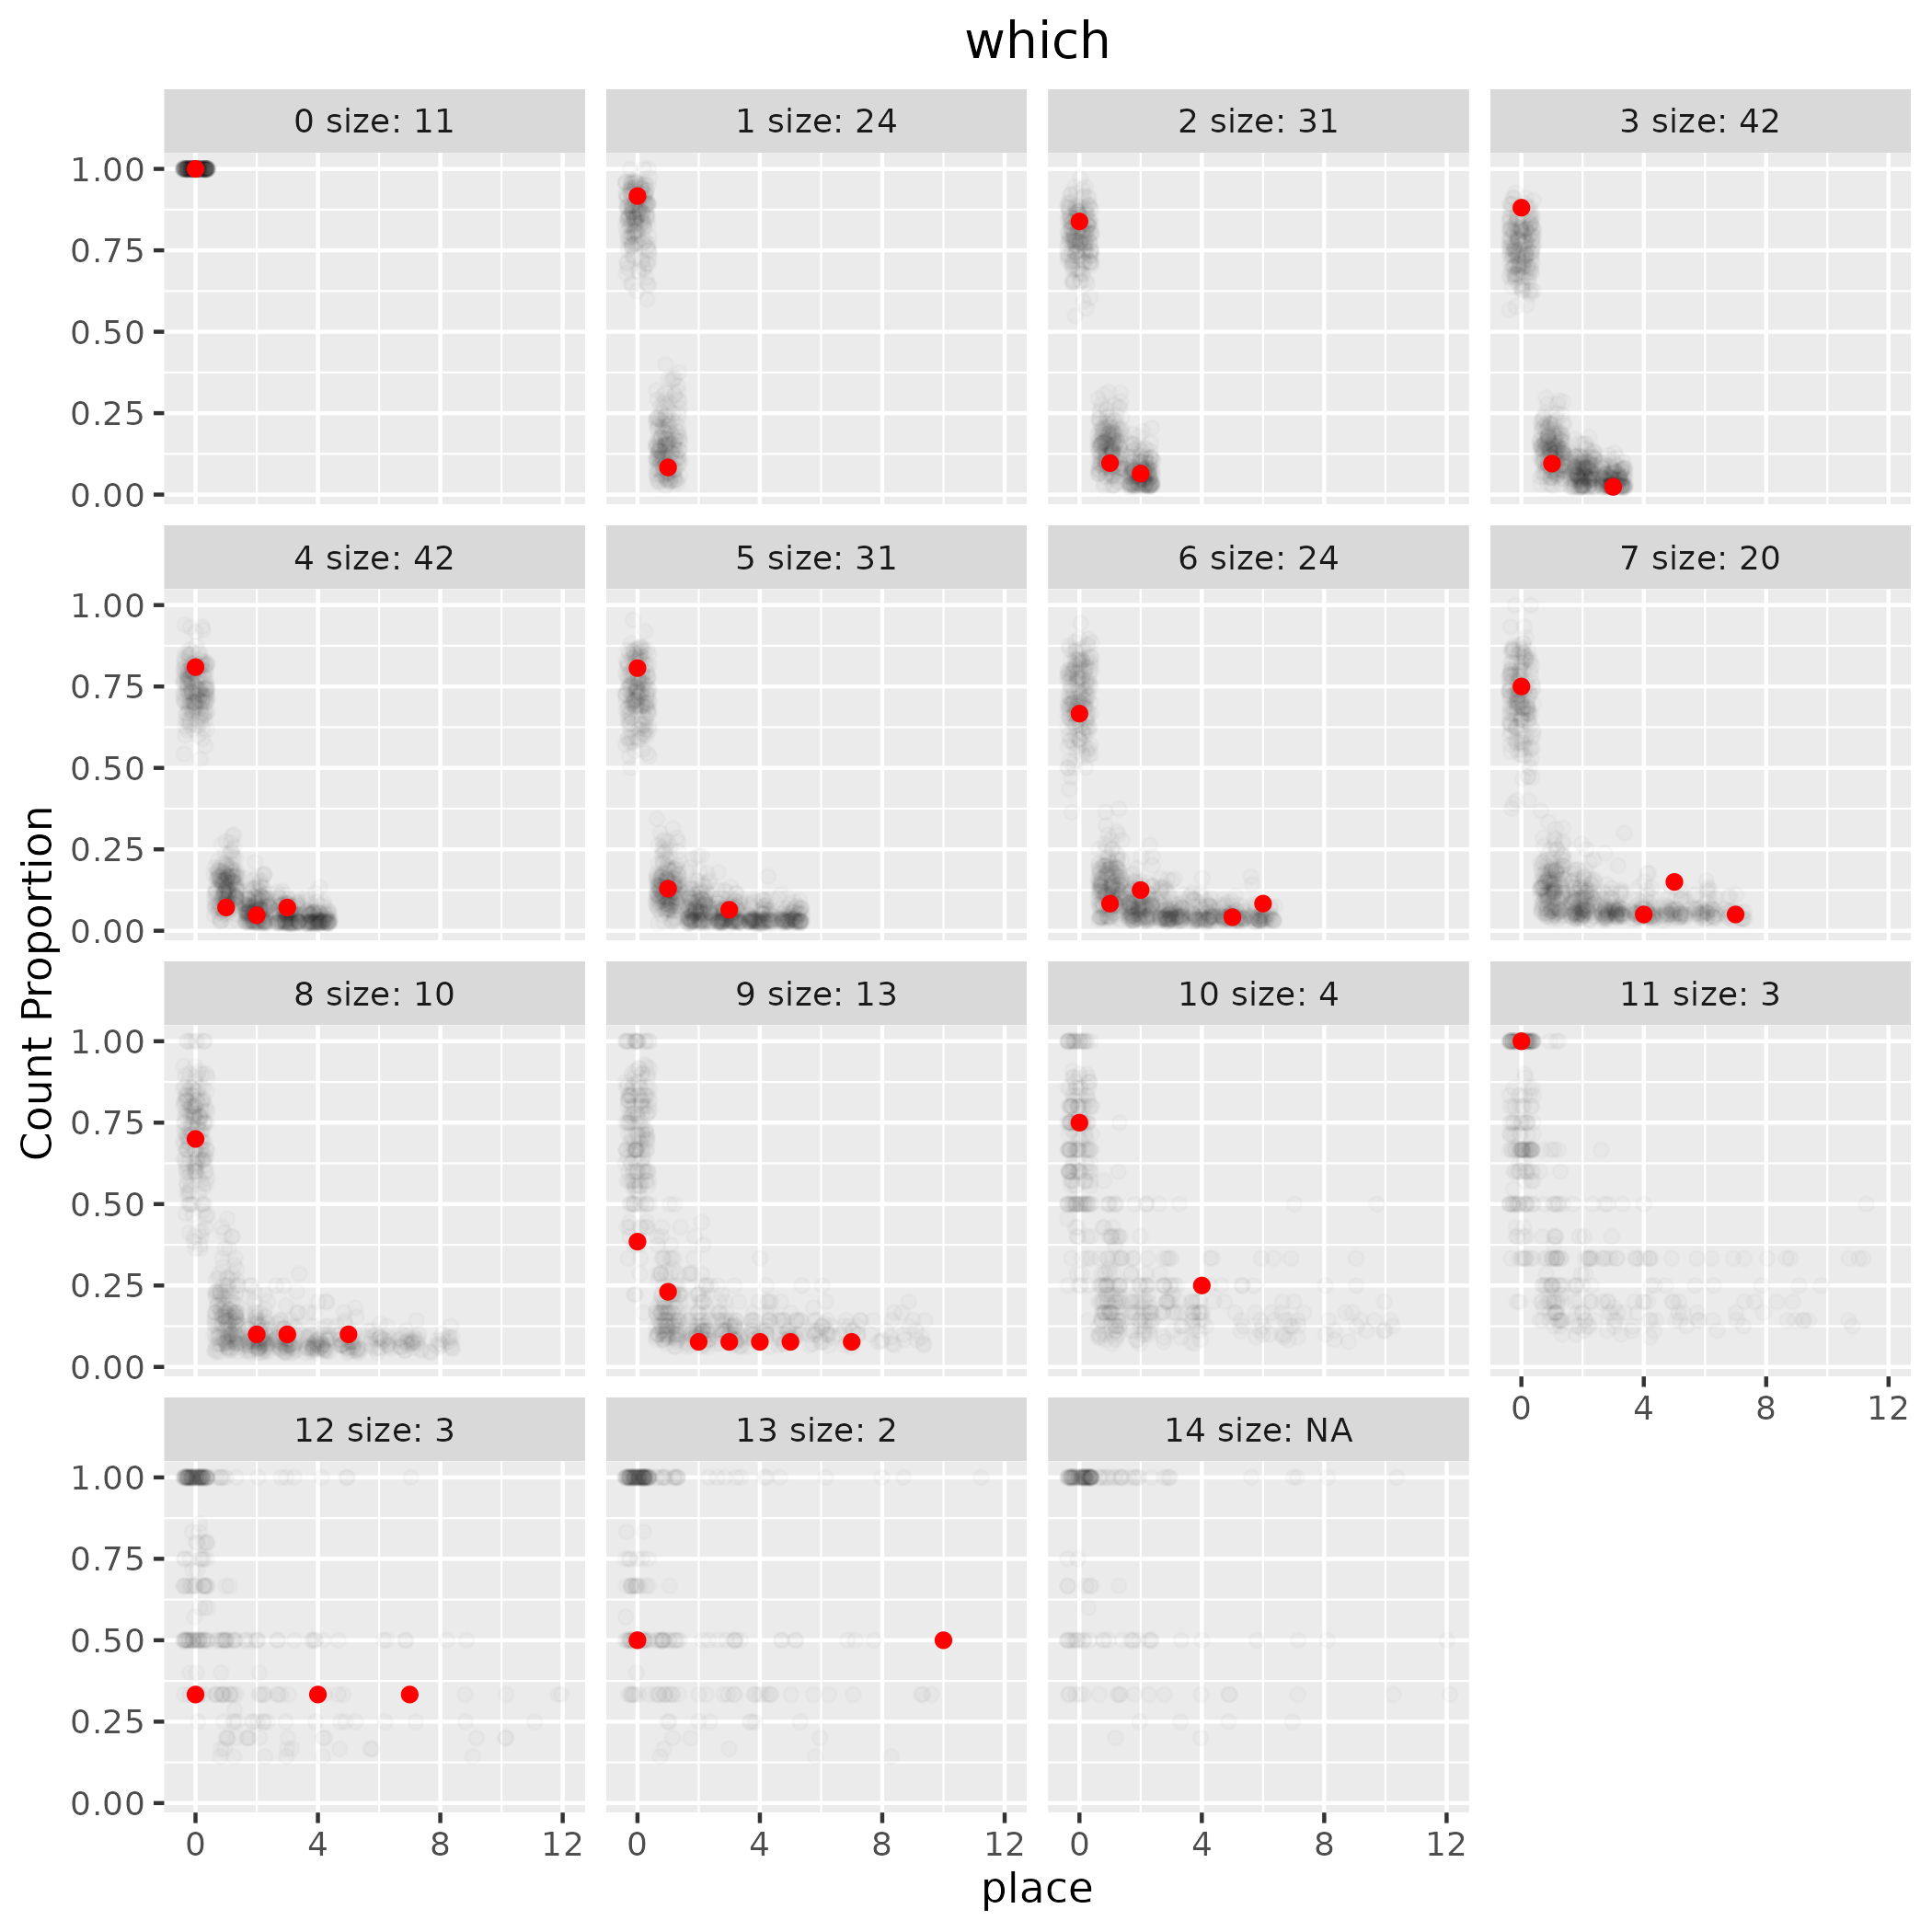 which
0 size: 11
1 size: 24
2 size: 31
3 size: 42
1.00
0.75
0.50
0.25
0.00
4 size: 42
5 size: 31
6 size: 24
7 size: 20
1.00
0.75
0.50
0.25
0.00
Count Proportion
8 size: 10
9 size: 13
10 size: 4
11 size: 3
1.00
0.75
0.50
0.25
0.00
0 4 8 12
12 size: 3
13 size: 2
14 size: NA
1.00
0.75
0.50
0.25
0.00
0 4 8 12
0 4 8 12
0 4 8 12
place